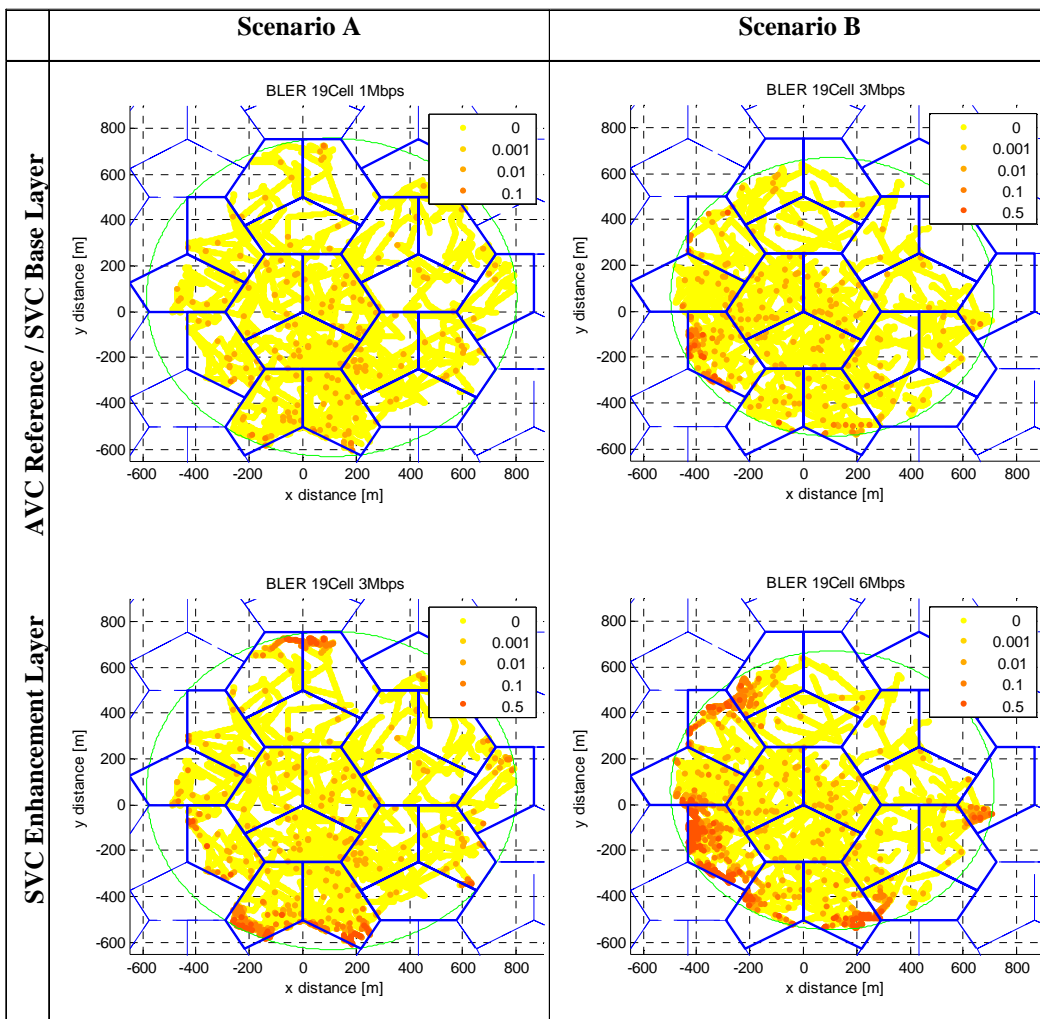 Scenario A
Scenario B
AVC Reference / SVC Base Layer
BLER 19Cell 1Mbps
800
600
400
200
0
-200
-400
-600
y distance [m]
-600 -400 -200 0 200 400 600 800
x distance [m]
0
0.001
0.01
0.1
BLER 19Cell 3Mbps
800
600
400
200
0
-200
-400
-600
y distance [m]
-600 -400 -200 0 200 400 600 800
x distance [m]
0
0.001
0.01
0.1
0.5
SVC Enhancement Layer
BLER 19Cell 3Mbps
800
600
400
200
0
-200
-400
-600
y distance [m]
-600 -400 -200 0 200 400 600 800
x distance [m]
0
0.001
0.01
0.1
0.5
BLER 19Cell 6Mbps
800
600
400
200
0
-200
-400
-600
y distance [m]
-600 -400 -200 0 200 400 600 800
x distance [m]
0
0.001
0.01
0.1
0.5